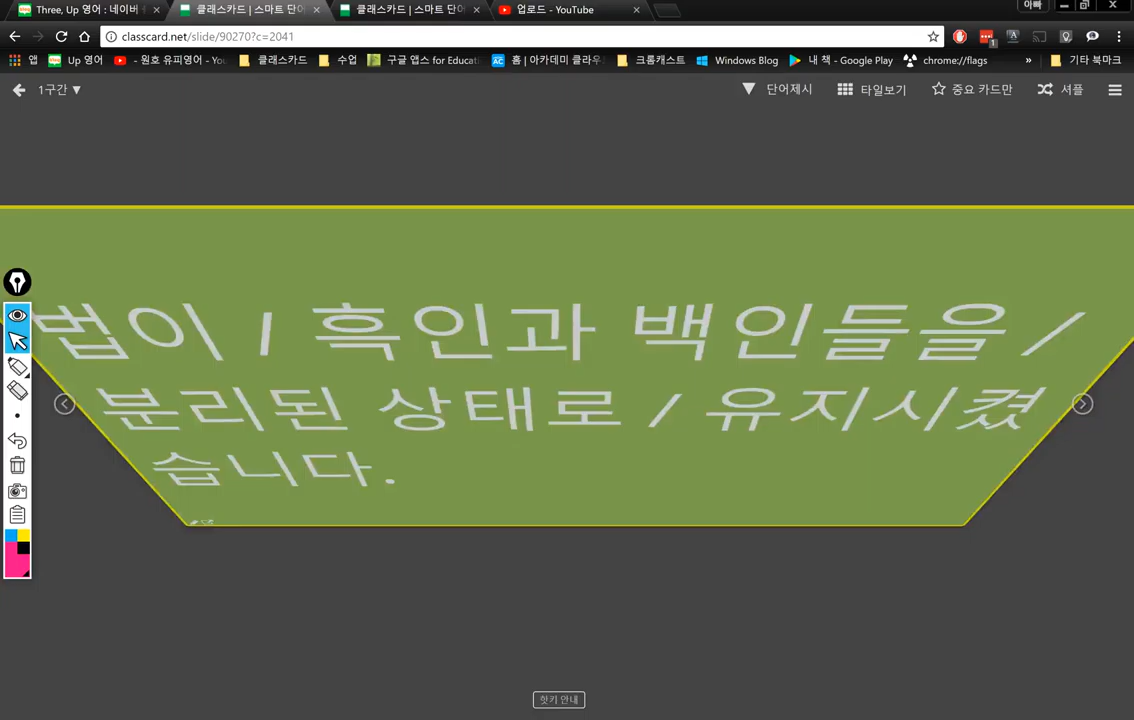 Three, Up 영어 : 네이버
클래스카드 | 스마트 단어
클래스카드 | 스마트 단어
업로드 - YouTube
아빠
classcard.net/slide/90270?c=2041
앱
Up 영어
- 원호 유피영어 - You
클래스카드
수업
구글 앱스 for Educati
홈 | 아카데미 클라우
크롬캐스트
Windows Blog
내 책 - Google Play
chrome://flags
»
기타 북마크
1구간 ▼
단어제시
타일보기
중요 카드만
셔플
법이 / 흑인과 백인들을 /
분리된 상태로 / 유지시켰
습니다.
핫키 안내